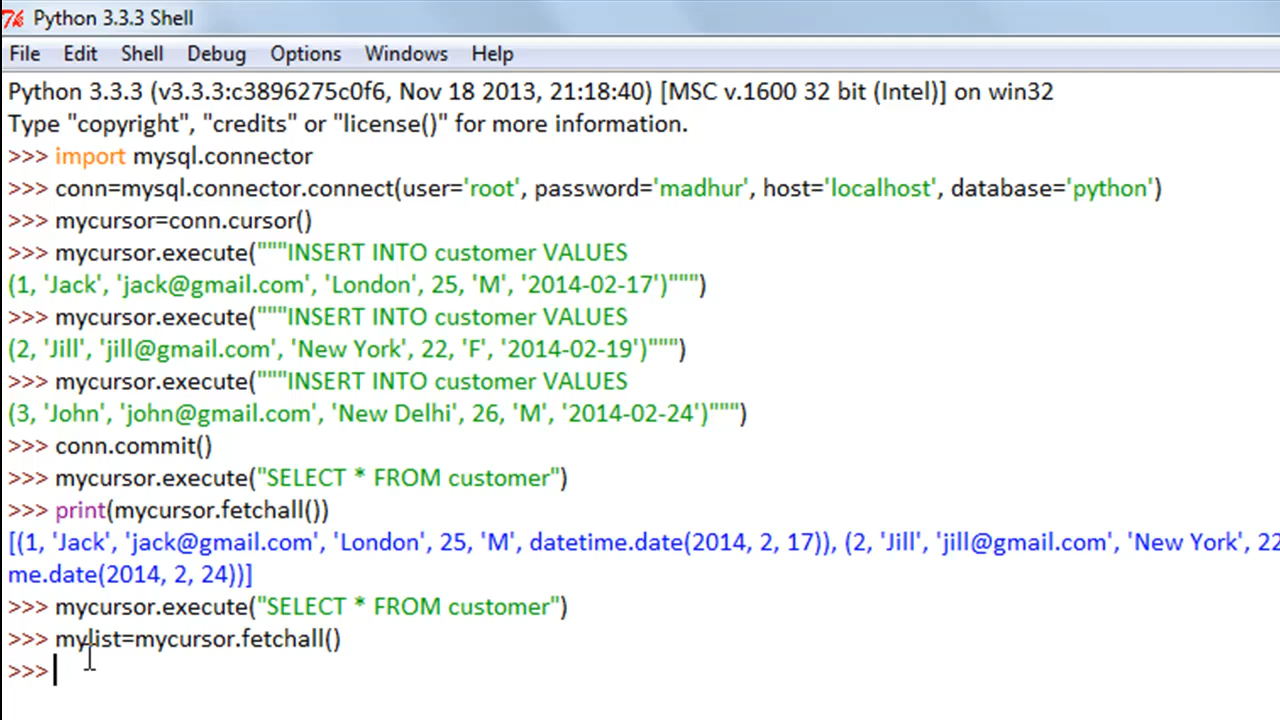 Python 3.3.3 Shell
File Edit Shell Debug Options Windows Help
Python 3.3.3 (v3.3.3:c3896275c0f6, Nov 18 2013, 21:18:40) [MSC v.1600 32 bit (Intel)] on win32
Type "copyright", "credits" or "license()" for more information.
>>> import mysql.connector
>>> conn=mysql.connector.connect(user='root', password='madhur', host='localhost', database='python')
>>> mycursor=conn.cursor()
>>> mycursor.execute("""INSERT INTO customer VALUES
(1, 'Jack', 'jack@gmail.com', 'London', 25, 'M', '2014-02-17')""")
>>> mycursor.execute("""INSERT INTO customer VALUES
(2, 'Jill', 'jill@gmail.com', 'New York', 22, 'F', '2014-02-19')""")
>>> mycursor.execute("""INSERT INTO customer VALUES
(3, 'John', 'john@gmail.com', 'New Delhi', 26, 'M', '2014-02-24')""")
>>> conn.commit()
>>> mycursor.execute("SELECT * FROM customer")
>>> print(mycursor.fetchall())
[(1, 'Jack', 'jack@gmail.com', 'London', 25, 'M', datetime.date(2014, 2, 17)), (2, 'Jill', 'jill@gmail.com', 'New York', 22
me.date(2014, 2, 24))]
>>> mycursor.execute("SELECT * FROM customer")
>>> mylist=mycursor.fetchall()
>>>